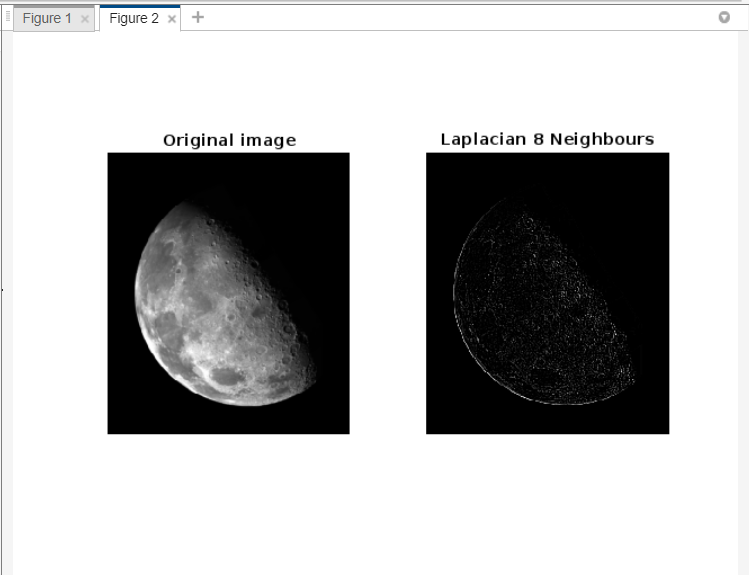 Figure 1
Figure 2
Original image
Laplacian 8 Neighbours